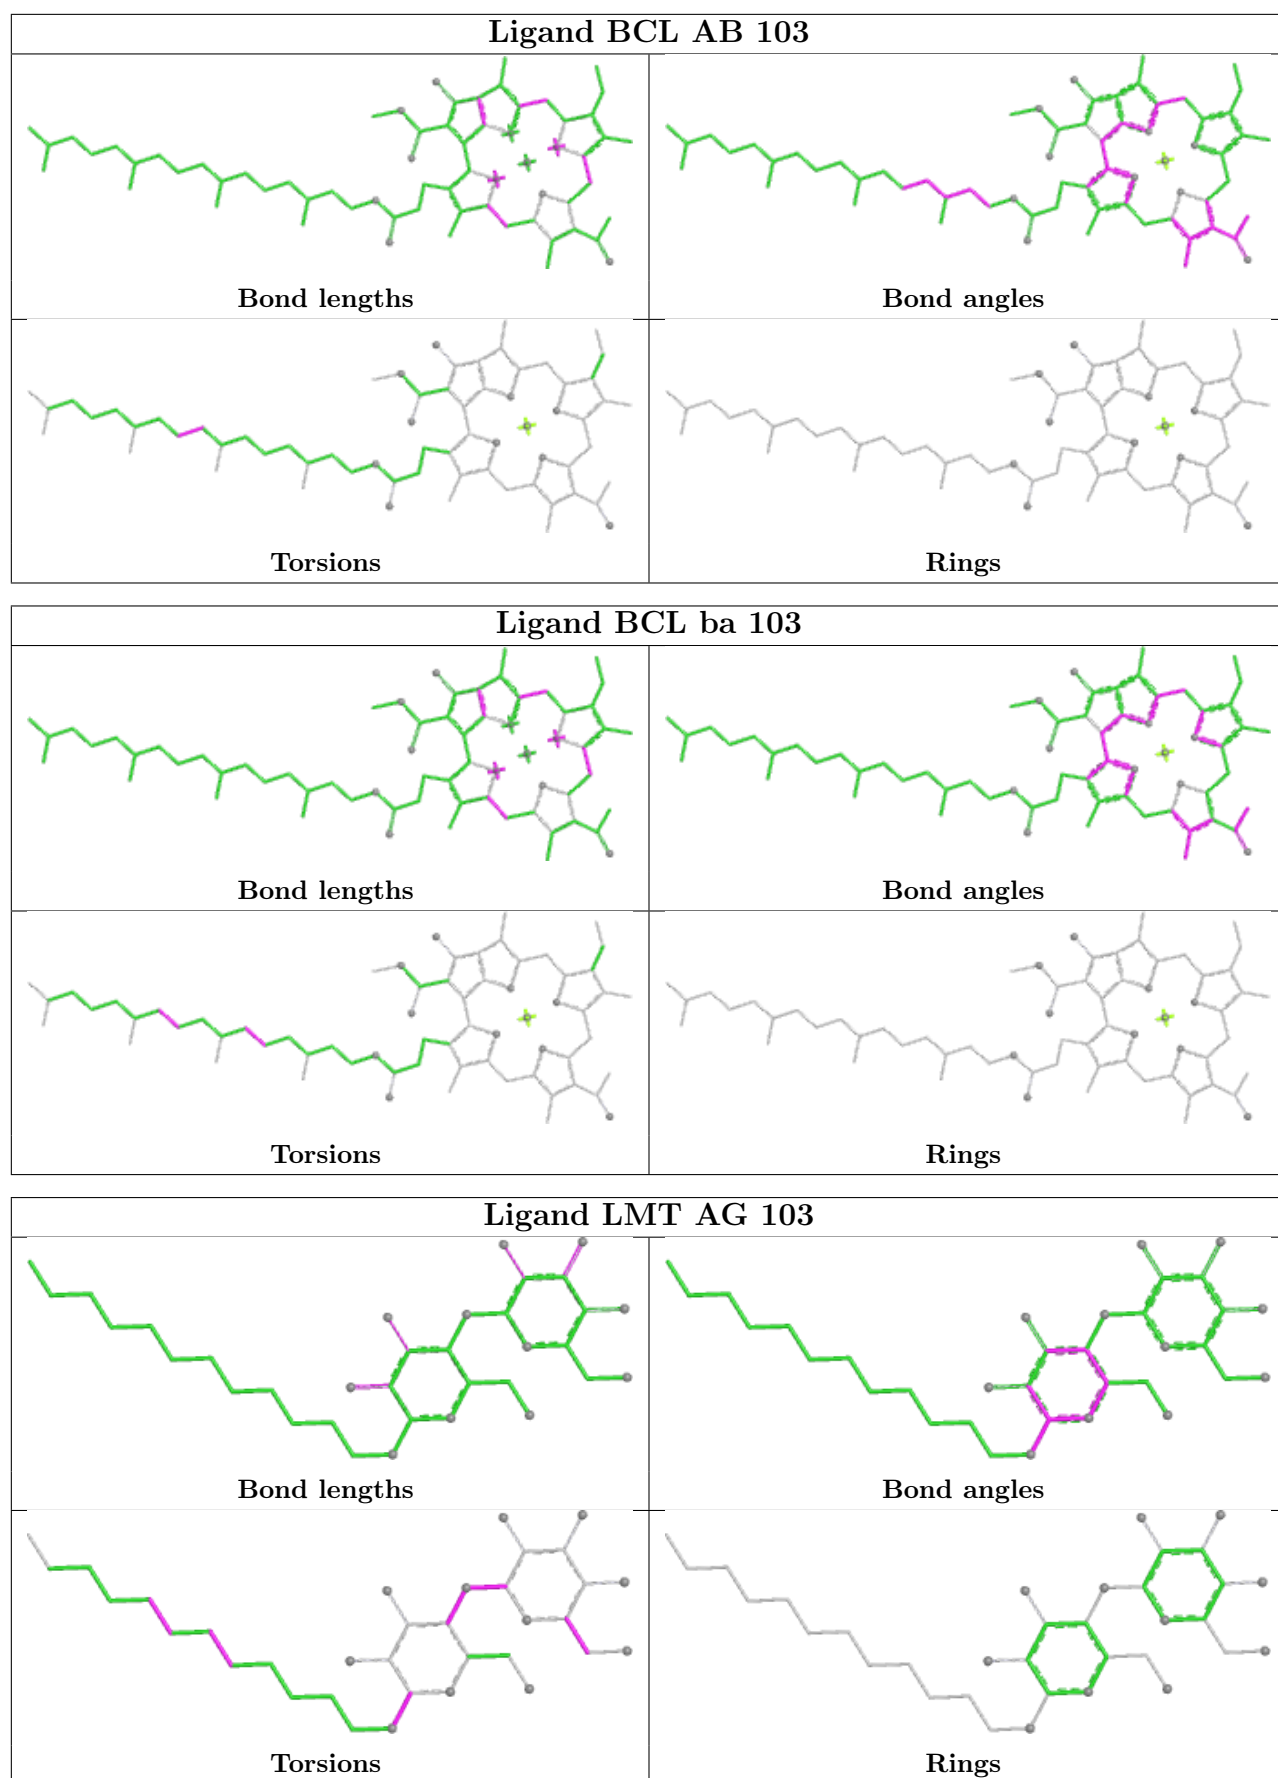 Ligand BCL AB 103
Bond lengths
Bond angles
Torsions
Rings
Ligand BCL ba 103
Bond lengths
Bond angles
Torsions
Rings
Ligand LMT AG 103
Bond lengths
Bond angles
Torsions
Rings